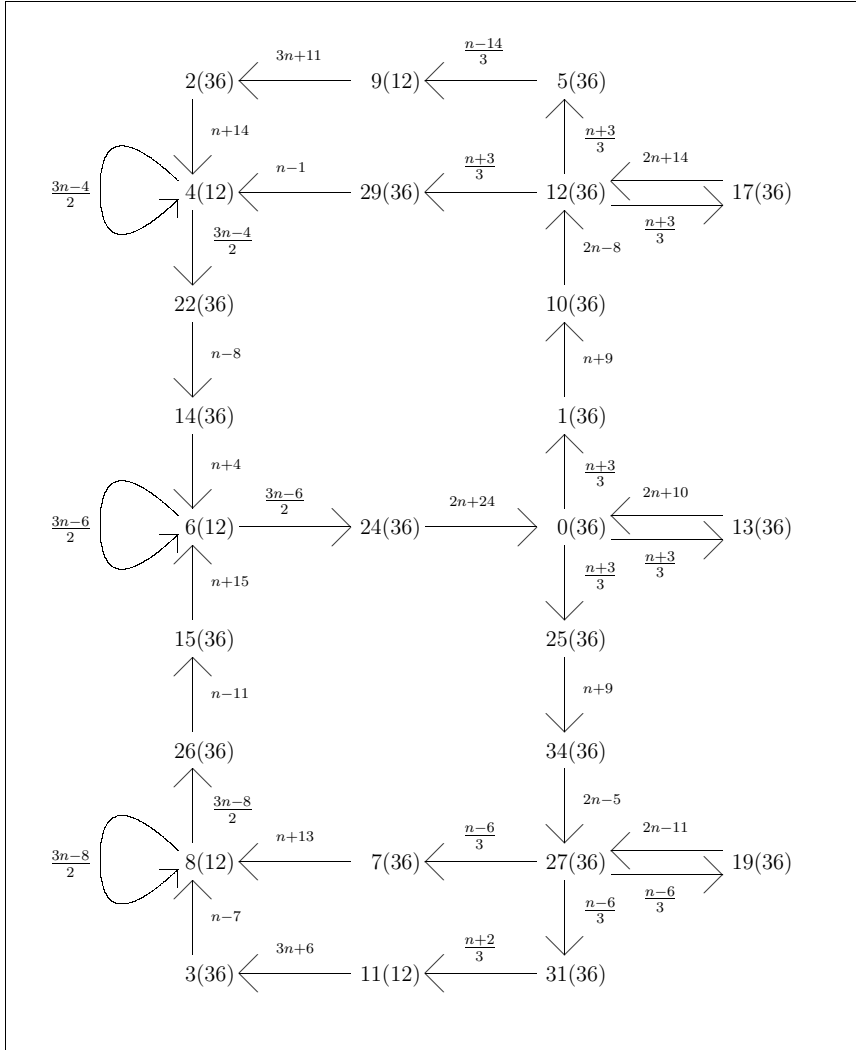 3n+11 n−14/3
2(36) 9(12) 5(36)
n+14 n+3/3
n−1 n+3/3 2n+14
3n−4/2 4(12) 29(36) 12(36) 17(36)
3n−4/2 2n−8 n+3/3
22(36) 10(36)
n−8 n+9
14(36) 1(36)
n+4 n+3/3
3n−6/2 2n+24 2n+10
3n−6/2 6(12) 24(36) 0(36) 13(36)
n+15 n+3/3 n+3/3
15(36) 25(36)
n−11 n+9
26(36) 34(36)
3n−8/2 2n−5
n+13 n−6/3 2n−11
3n−8/2 8(12) 7(36) 27(36) 19(36)
n−7 n−6/3 n−6/3
3n+6 n+2/3
3(36) 11(12) 31(36)